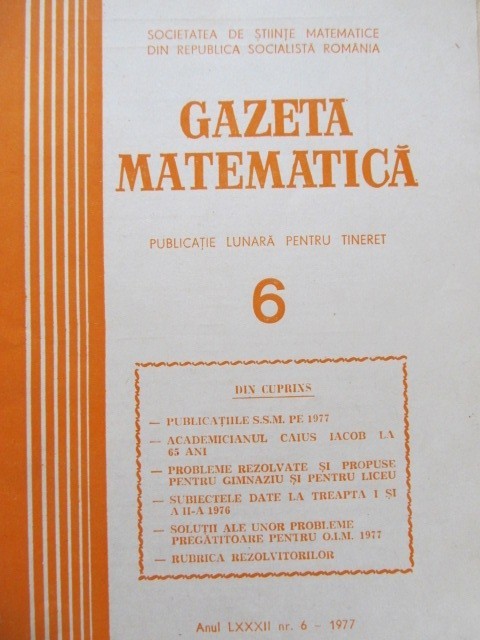 SOCIETATEA DE ȘTIINȚE MATEMATICE
DIN REPUBLICA SOCIALISTĂ ROMÂNIA
GAZETA
MATEMATICĂ
PUBLICAȚIE LUNARĂ PENTRU TINERET
6
DIN CUPRINS
— PUBLICAȚIILE S.S.M. PE 1977
— ACADEMICIANUL CAIUS IACOB LA
65 ANI
— PROBLEME REZOLVATE ȘI PROPUSE
PENTRU GIMNAZIU ȘI PENTRU LICEU
— SUBIECTELE DATE LA TREAPTA I ȘI
A II-A 1976
— SOLUȚII ALE UNOR PROBLEME
PREGĂTITOARE PENTRU O.I.M. 1977
— RUBRICA REZOLVITORILOR
Anul LXXXII nr. 6 – 1977